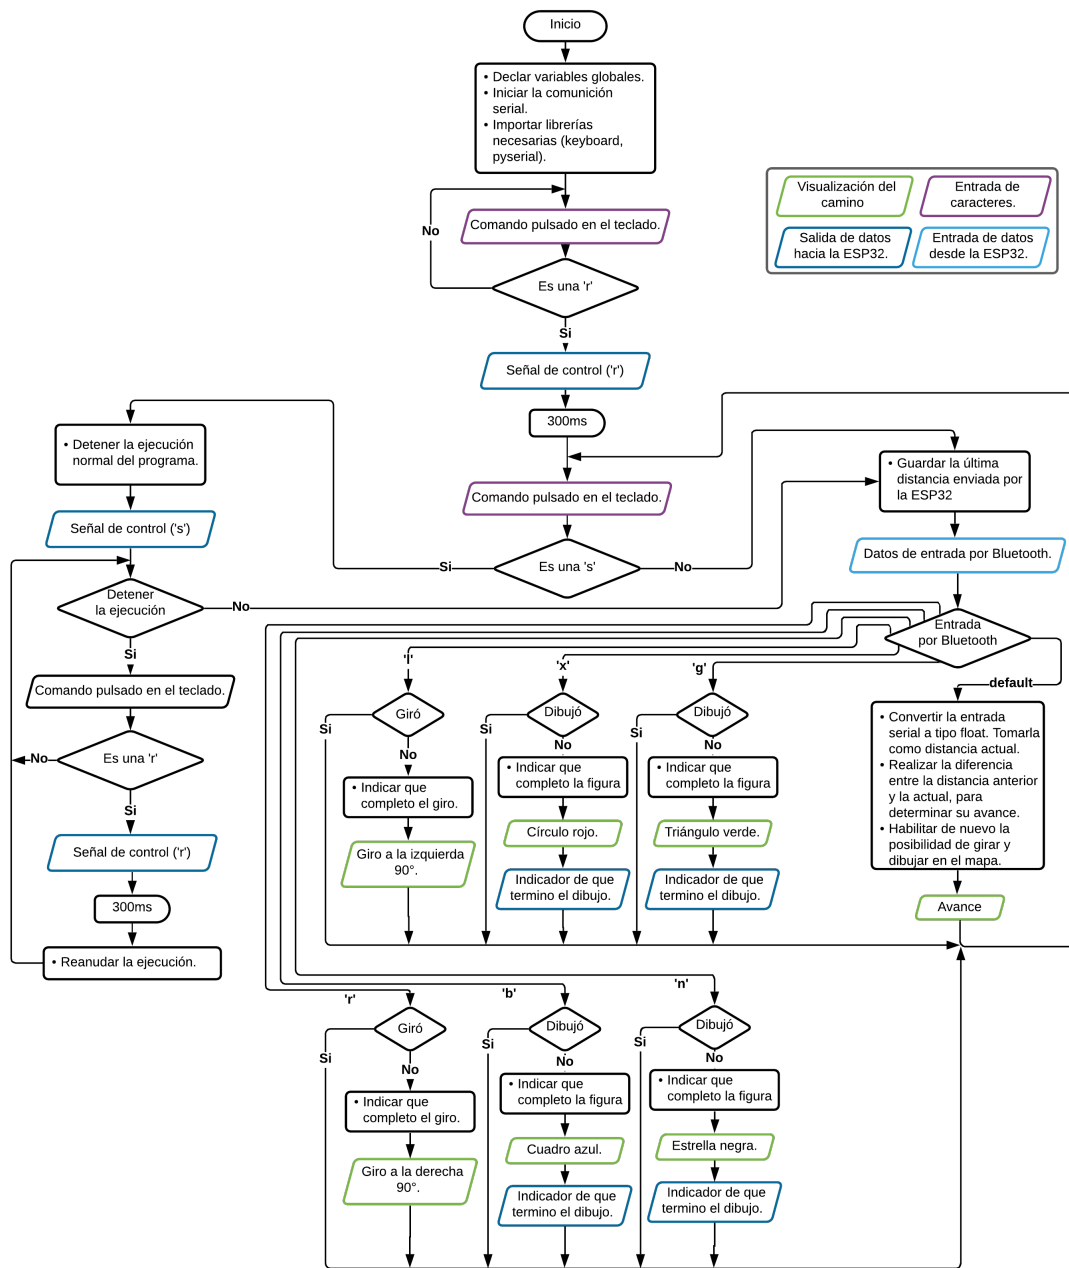 Inicio
• Declar variables globales.
• Iniciar la comunición
serial.
• Importar librerías
necesarias (keyboard,
pyserial).
Visualización del
camino
Entrada de
caracteres.
Salida de datos
hacia la ESP32.
Entrada de datos
desde la ESP32.
Comando pulsado en el teclado.
No
Es una 'r'
Si
Señal de control ('r')
300ms
Comando pulsado en el teclado.
Es una 's'
Si
No
• Detener la ejecución
normal del programa.
Señal de control ('s')
Detener
la ejecución
No
Si
Comando pulsado en el teclado.
Es una 'r'
No
Si
Señal de control ('r')
300ms
• Reanudar la ejecución.
• Guardar la última
distancia enviada por
la ESP32
Datos de entrada por Bluetooth.
Entrada
por Bluetooth
default
• Convertir la entrada
serial a tipo float. Tomarla
como distancia actual.
• Realizar la diferencia
entre la distancia anterior
y la actual, para
determinar su avance.
• Habilitar de nuevo la
posibilidad de girar y
dibujar en el mapa.
Avance
'l'
Giró
Si
No
• Indicar que
completo el giro.
Giro a la izquierda
90°.
'x'
Dibujó
Si
No
• Indicar que
completo la figura
Círculo rojo.
Indicador de que
termino el dibujo.
'g'
Dibujó
Si
No
• Indicar que
completo la figura
Triángulo verde.
Indicador de que
termino el dibujo.
'r'
Giró
Si
No
• Indicar que
completo el giro.
Giro a la derecha
90°.
'b'
Dibujó
Si
No
• Indicar que
completo la figura
Cuadro azul.
Indicador de que
termino el dibujo.
'n'
Dibujó
Si
No
• Indicar que
completo la figura
Estrella negra.
Indicador de que
termino el dibujo.